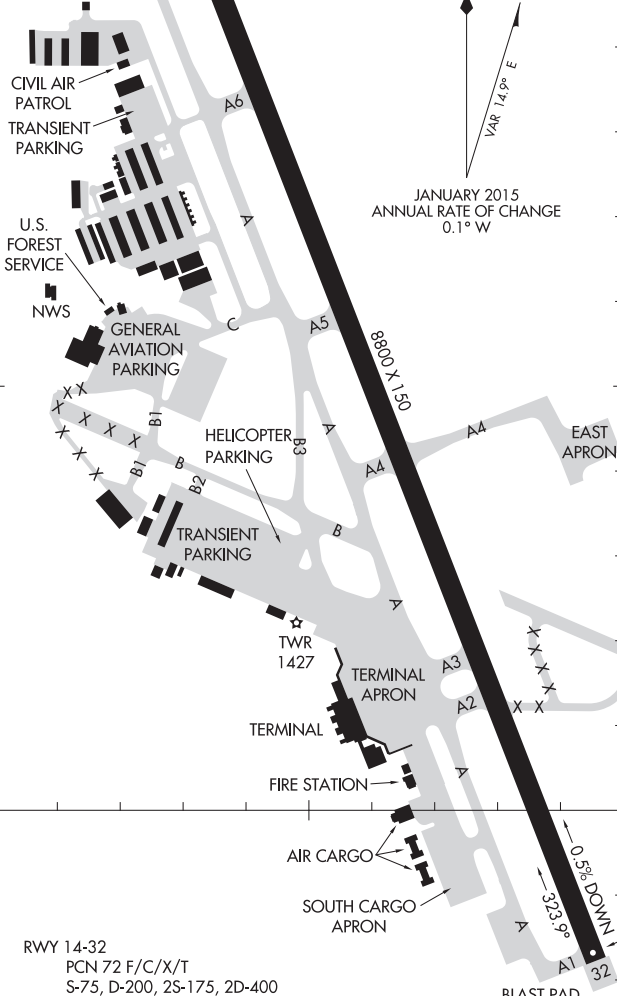 CIVIL AIR
PATROL
TRANSIENT
PARKING
A6
VAR 14.9° E
JANUARY 2015
ANNUAL RATE OF CHANGE
0.1° W
A
U.S.
FOREST
SERVICE
NWS
GENERAL
AVIATION
PARKING
C
A5
8800 X 150
X X
X X X X X
X X X
B1
B1
B
B2
HELICOPTER
PARKING
B3
A
A4
A4
EAST
APRON
TRANSIENT
PARKING
B
A
TWR
1427
X X X X
X X
A3
A2
TERMINAL
APRON
TERMINAL
A
FIRE STATION
AIR CARGO
SOUTH CARGO
APRON
0.5% DOWN
323.9°
A
A1
32
RWY 14-32
PCN 72 F/C/X/T
S-75, D-200, 2S-175, 2D-400